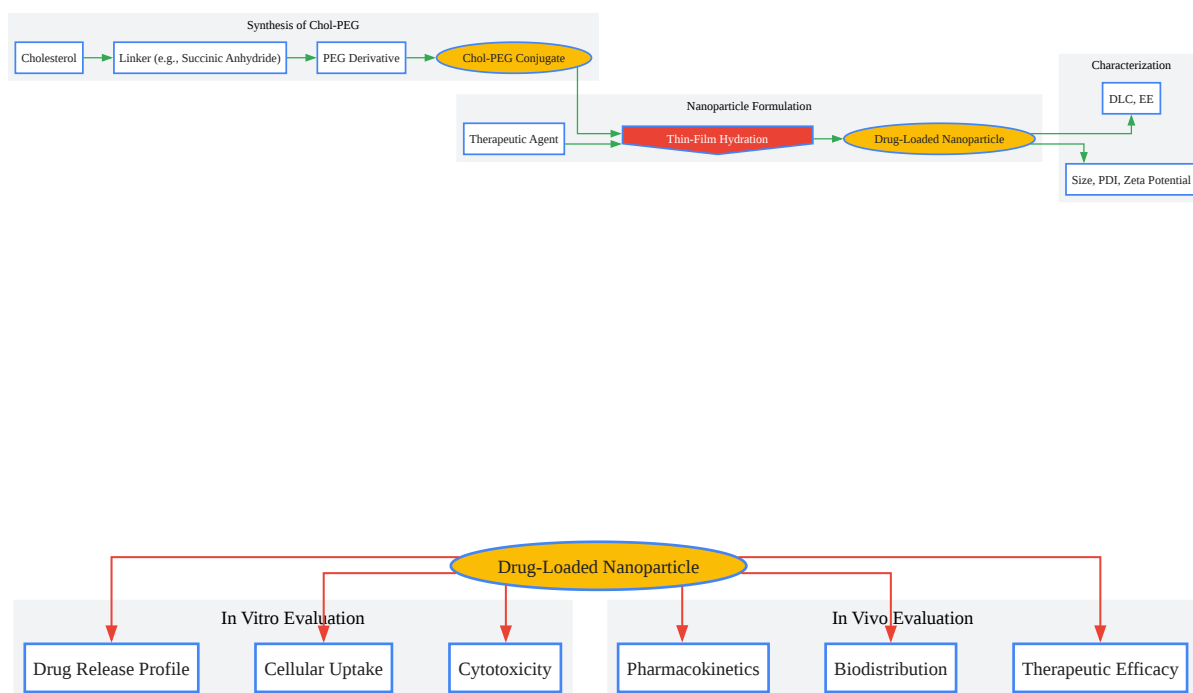 Synthesis of Chol-PEG
Cholesterol
Linker (e.g., Succinic Anhydride)
PEG Derivative
Chol-PEG Conjugate
Nanoparticle Formulation
Therapeutic Agent
Thin-Film Hydration
Drug-Loaded Nanoparticle
Characterization
DLC, EE
Size, PDI, Zeta Potential
Drug-Loaded Nanoparticle
In Vitro Evaluation
Drug Release Profile
Cellular Uptake
Cytotoxicity
In Vivo Evaluation
Pharmacokinetics
Biodistribution
Therapeutic Efficacy